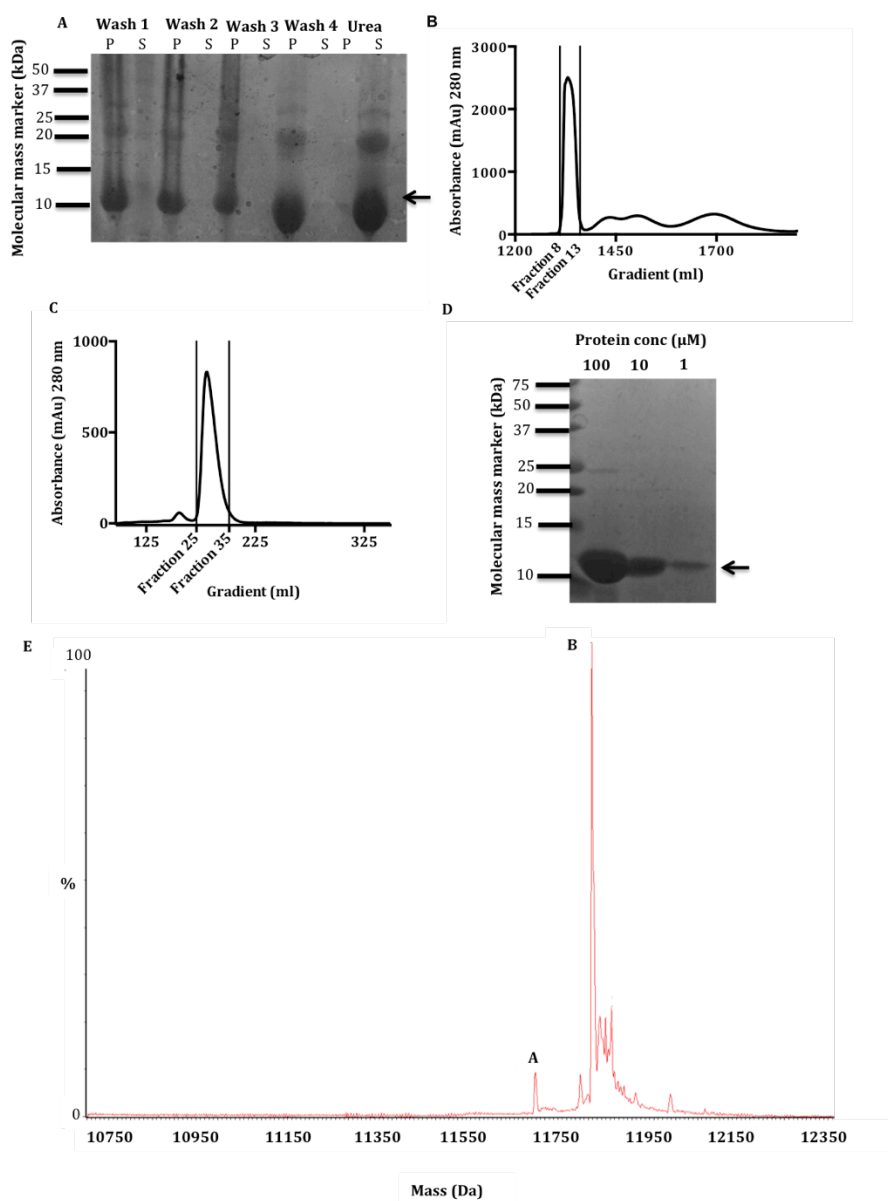 A
Wash 1 Wash 2 Wash 3 Wash 4 Urea
P S P S P S P S P S
Molecular mass marker (kDa)
50
37
25
20
15
10
B
Absorbance (mAu) 280 nm
3000
2000
1000
0
1200 1450 1700
Fraction 8
Fraction 13
Gradient (ml)
C
Absorbance (mAu) 280 nm
1000
500
0
125 225 325
Fraction 25
Fraction 35
Gradient (ml)
D
Protein conc (μM)
100 10 1
Molecular mass marker (kDa)
75
50
37
25
20
15
10
E
100
%
0
B
A
10750 10950 11150 11350 11550 11750 11950 12150 12350
Mass (Da)